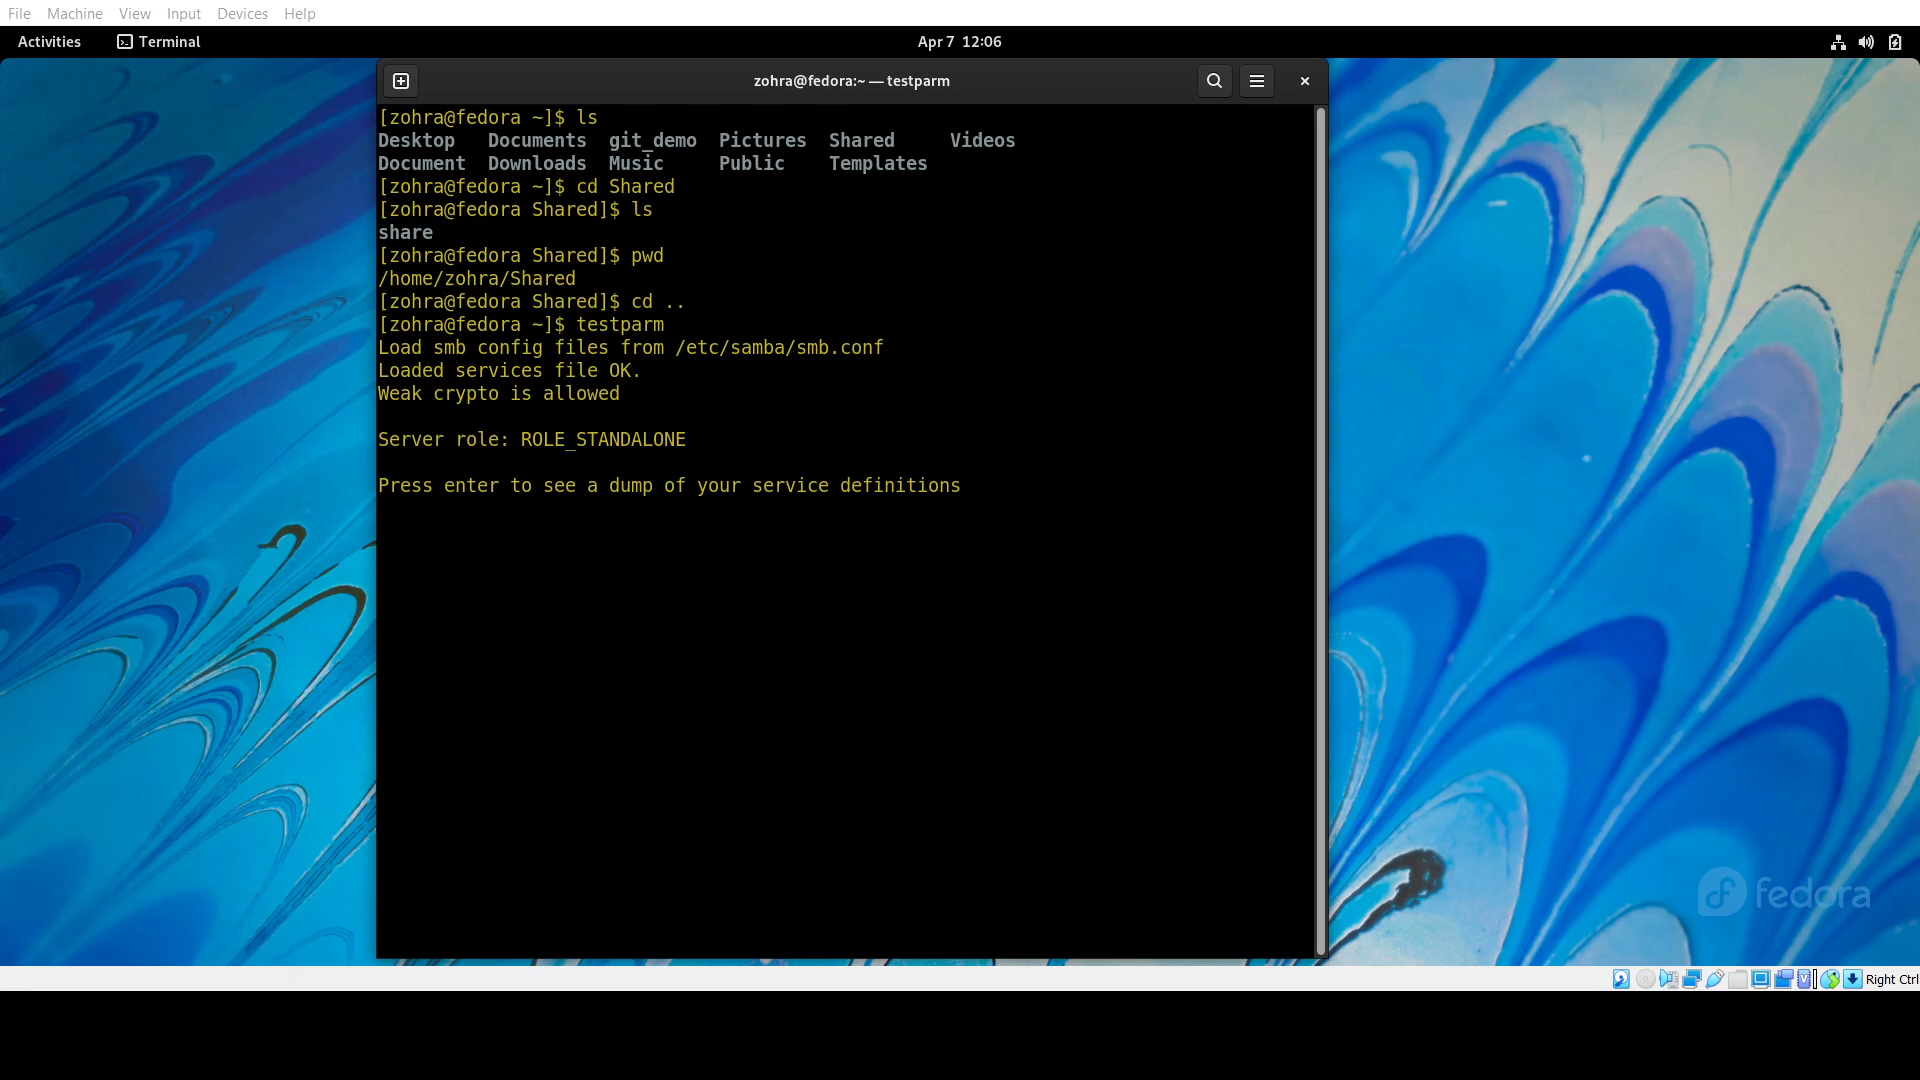 File Machine View Input Devices Help
Activities Terminal Apr 7 12:06
zohra@fedora:~ — testparm
[zohra@fedora ~]$ ls
Desktop Documents git_demo Pictures Shared Videos
Document Downloads Music Public Templates
[zohra@fedora ~]$ cd Shared
[zohra@fedora Shared]$ ls
share
[zohra@fedora Shared]$ pwd
/home/zohra/Shared
[zohra@fedora Shared]$ cd ..
[zohra@fedora ~]$ testparm
Load smb config files from /etc/samba/smb.conf
Loaded services file OK.
Weak crypto is allowed
Server role: ROLE_STANDALONE
Press enter to see a dump of your service definitions
fedora
Right Ctrl